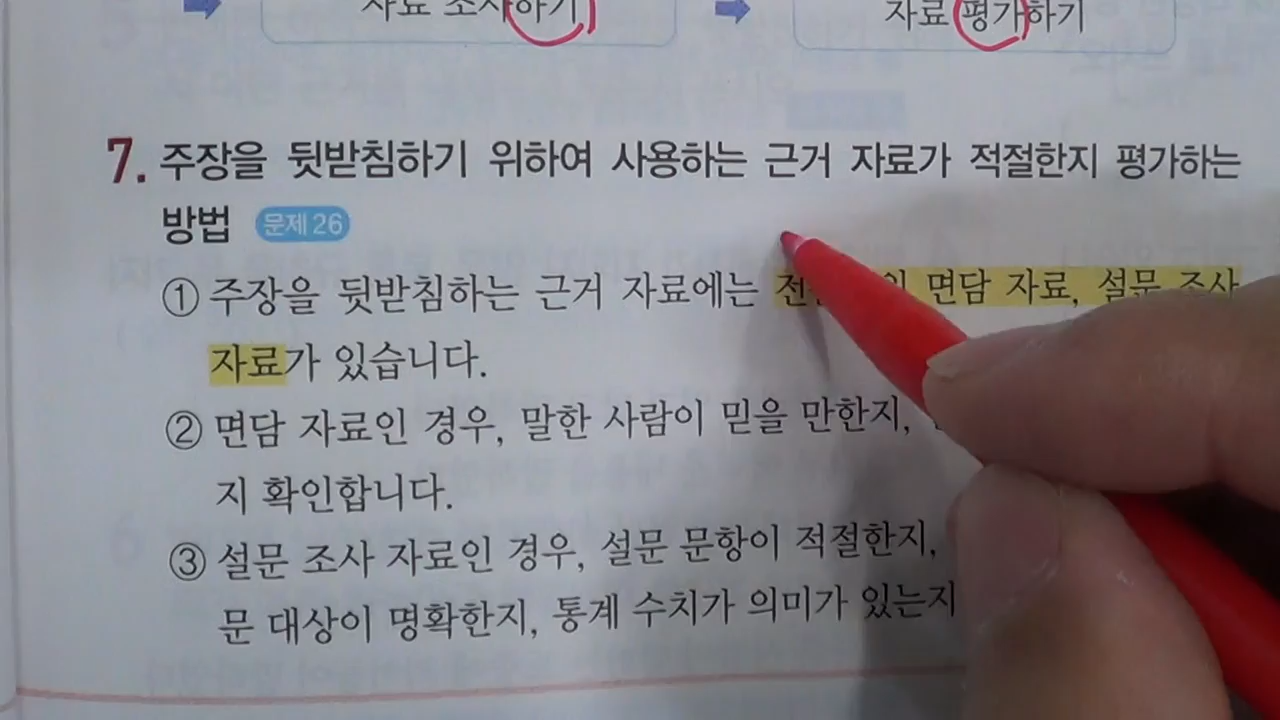 자료 조사하기
자료 평가하기
7. 주장을 뒷받침하기 위하여 사용하는 근거 자료가 적절한지 평가하는
방법 문제 26
① 주장을 뒷받침하는 근거 자료에는 면담 자료, 설문 조사
자료가 있습니다.
② 면담 자료인 경우, 말한 사람이 믿을 만한지,
지 확인합니다.
③ 설문 조사 자료인 경우, 설문 문항이 적절한지,
문 대상이 명확한지, 통계 수치가 의미가 있는지